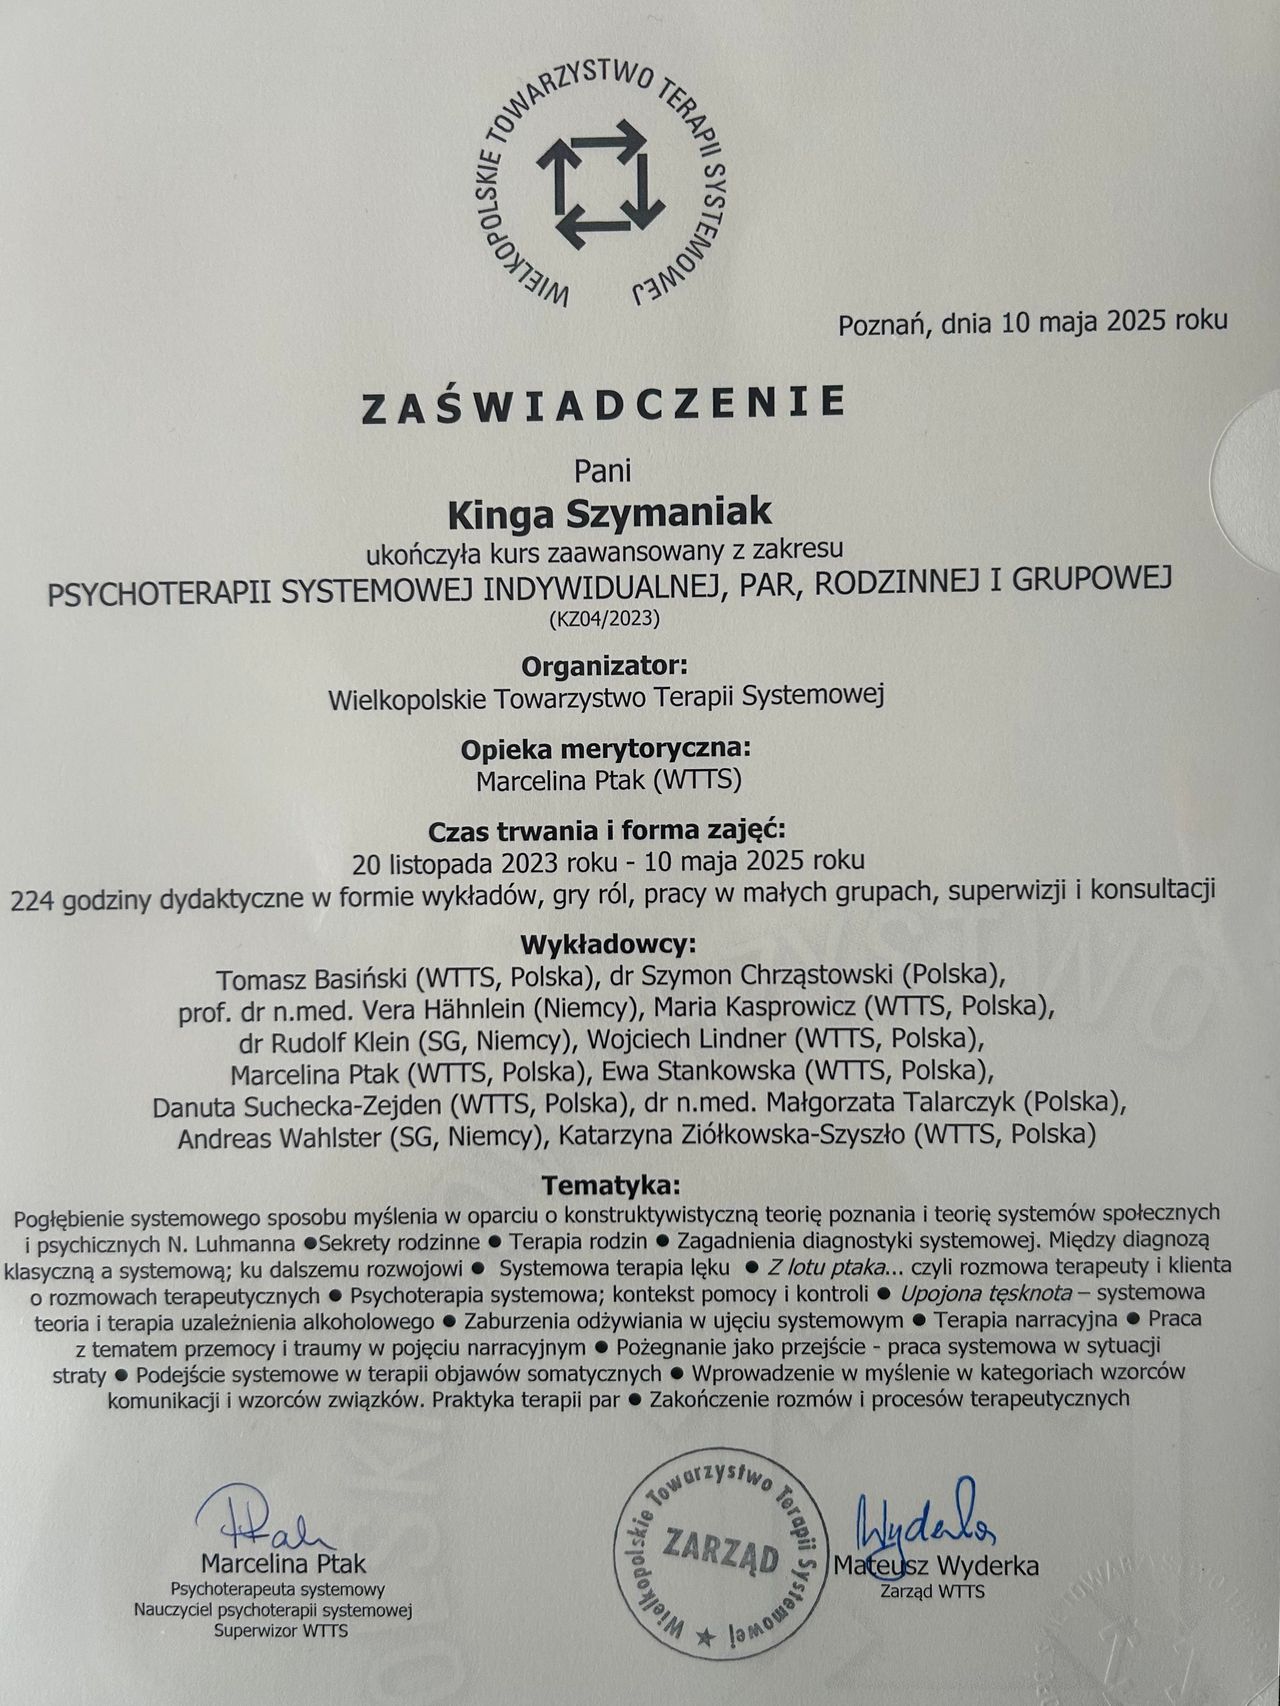 WIELKOPOLSKIE TOWARZYSTWO TERAPII SYSTEMOWEJ
Poznań, dnia 10 maja 2025 roku
ZAŚWIADCZENIE
Pani
Kinga Szymaniak
ukończyła kurs zaawansowany z zakresu
PSYCHOTERAPII SYSTEMOWEJ INDYWIDUALNEJ, PAR, RODZINNEJ I GRUPOWEJ
(KZ04/2023)
Organizator:
Wielkopolskie Towarzystwo Terapii Systemowej
Opieka merytoryczna:
Marcelina Ptak (WTTS)
Czas trwania i forma zajęć:
20 listopada 2023 roku - 10 maja 2025 roku
224 godziny dydaktyczne w formie wykładów, gry ról, pracy w małych grupach, superwizji i konsultacji
Wykładowcy:
Tomasz Basiński (WTTS, Polska), dr Szymon Chrząstowski (Polska),
prof. dr n.med. Vera Hähnlein (Niemcy), Maria Kasprowicz (WTTS, Polska),
dr Rudolf Klein (SG, Niemcy), Wojciech Lindner (WTTS, Polska),
Marcelina Ptak (WTTS, Polska), Ewa Stankowska (WTTS, Polska),
Danuta Suchecka-Zejden (WTTS, Polska), dr n.med. Małgorzata Talarczyk (Polska),
Andreas Wahlster (SG, Niemcy), Katarzyna Ziółkowska-Szyszło (WTTS, Polska)
Tematyka:
Pogłębienie systemowego sposobu myślenia w oparciu o konstruktywistyczną teorię poznania i teorię systemów społecznych
i psychicznych N. Luhmanna ●Sekrety rodzinne ● Terapia rodzin ● Zagadnienia diagnostyki systemowej. Między diagnozą
klasyczną a systemową; ku dalszemu rozwojowi ● Systemowa terapia lęku ● Z lotu ptaka... czyli rozmowa terapeuty i klienta
o rozmowach terapeutycznych ● Psychoterapia systemowa; kontekst pomocy i kontroli ● Upojona tęsknota – systemowa
teoria i terapia uzależnienia alkoholowego ● Zaburzenia odżywiania w ujęciu systemowym ● Terapia narracyjna ● Praca
z tematem przemocy i traumy w pojęciu narracyjnym ● Pożegnanie jako przejście - praca systemowa w sytuacji
straty ● Podejście systemowe w terapii objawów somatycznych ● Wprowadzenie w myślenie w kategoriach wzorców
komunikacji i wzorców związków. Praktyka terapii par ● Zakończenie rozmów i procesów terapeutycznych
Ptak
Marcelina Ptak
Psychoterapeuta systemowy
Nauczyciel psychoterapii systemowej
Superwizor WTTS
Wielkopolskie Towarzystwo Terapii Systemowej ★
ZARZĄD
Wyderka
Mateusz Wyderka
Zarząd WTTS